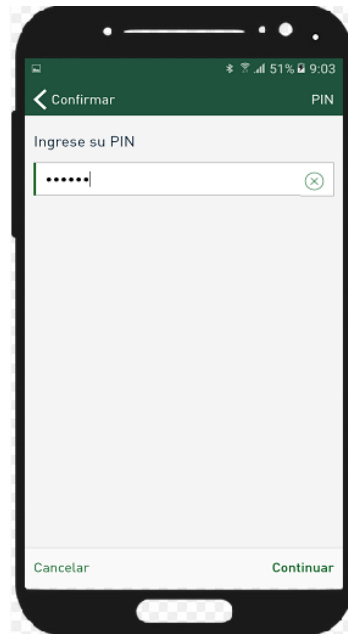 51% 9:03
Confirmar PIN
Ingrese su PIN
••••••
Cancelar Continuar